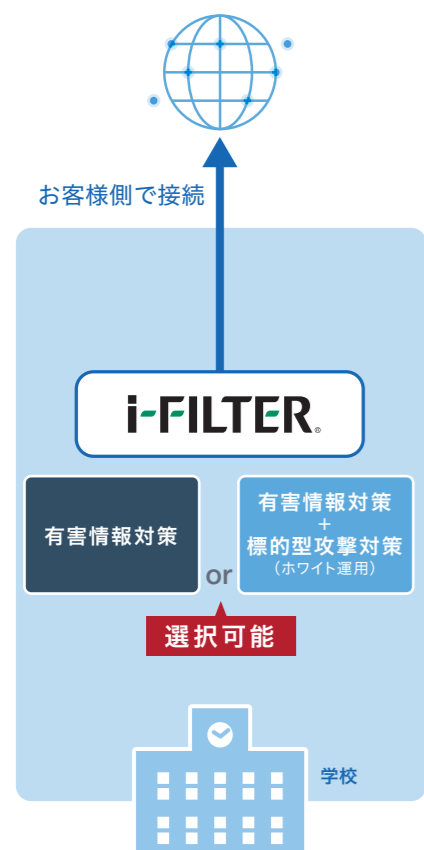 お客様側で接続
i-FILTER®
有害情報対策
or
有害情報対策
+
標的型攻撃対策
(ホワイト運用)
選択可能
学校